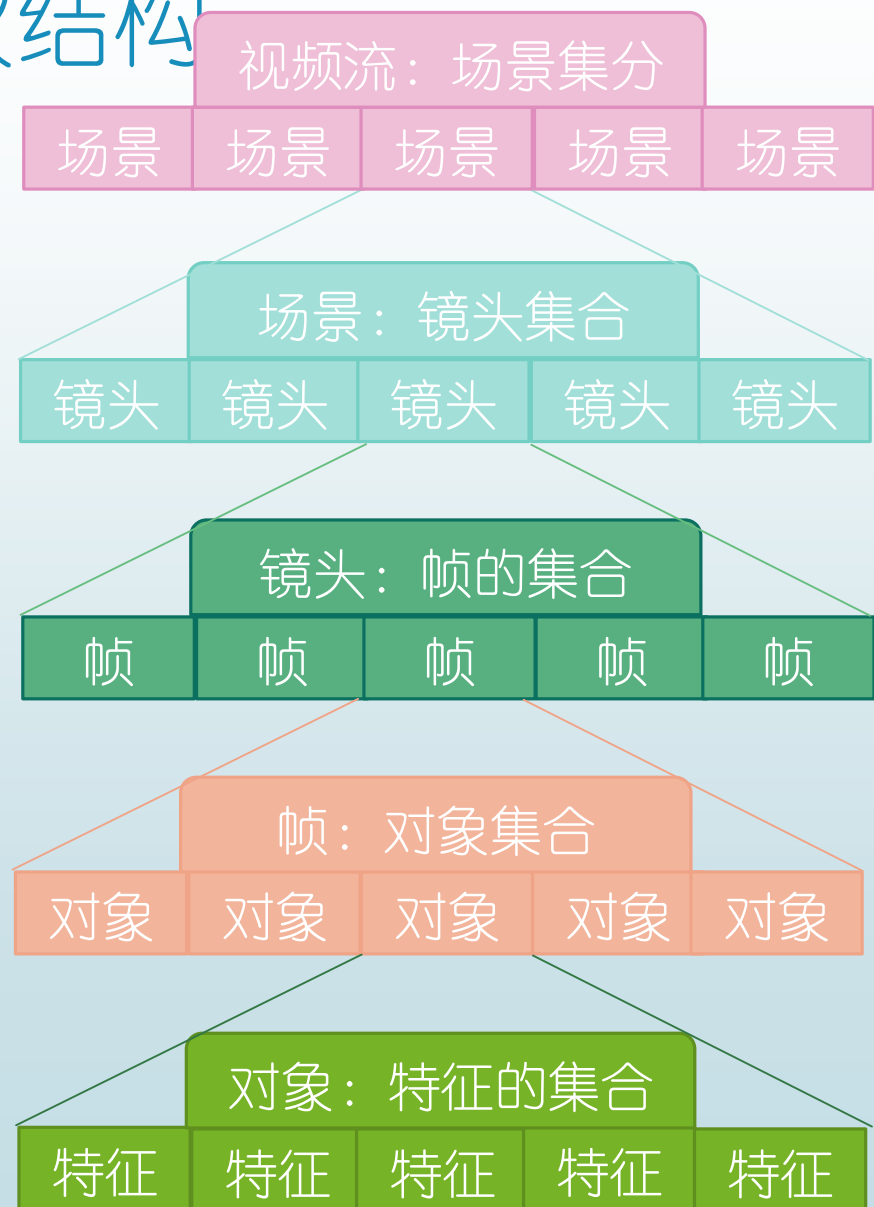 结构
视频流：场景集分
场景 场景 场景 场景 场景
场景：镜头集合
镜头 镜头 镜头 镜头 镜头
镜头：帧的集合
帧 帧 帧 帧 帧
帧：对象集合
对象 对象 对象 对象 对象
对象：特征的集合
特征 特征 特征 特征 特征